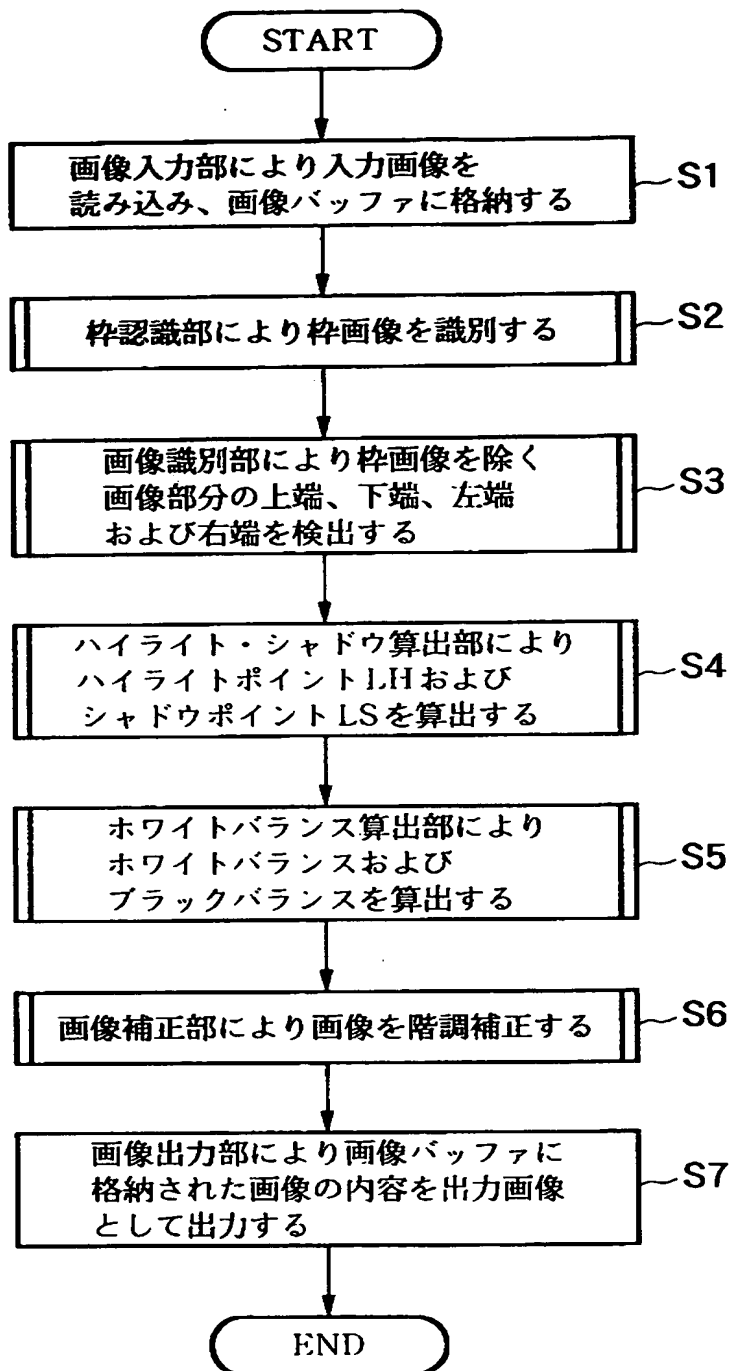 START
画像入力部により入力画像を
読み込み、画像バッファに格納する
S1
枠認識部により枠画像を識別する
S2
画像識別部により枠画像を除く
画像部分の上端、下端、左端
および右端を検出する
S3
ハイライト・シャドウ算出部により
ハイライトポイントLHおよび
シャドウポイントLSを算出する
S4
ホワイトバランス算出部により
ホワイトバランスおよび
ブラックバランスを算出する
S5
画像補正部により画像を階調補正する
S6
画像出力部により画像バッファに
格納された画像の内容を出力画像
として出力する
S7
END